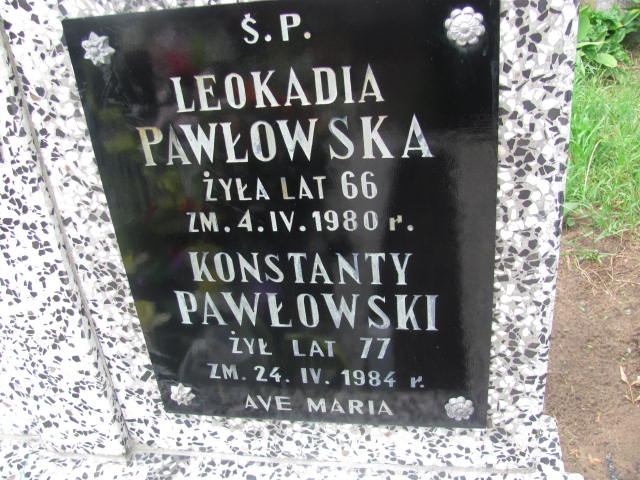 Ś.P.
LEOKADIA
PAWŁOWSKA
ŻYŁA LAT 66
ZM. 4.IV.1980 r.
KONSTANTY
PAWŁOWSKI
ŻYŁ LAT 77
ZM. 24. IV. 1984 r.
AVE MARIA